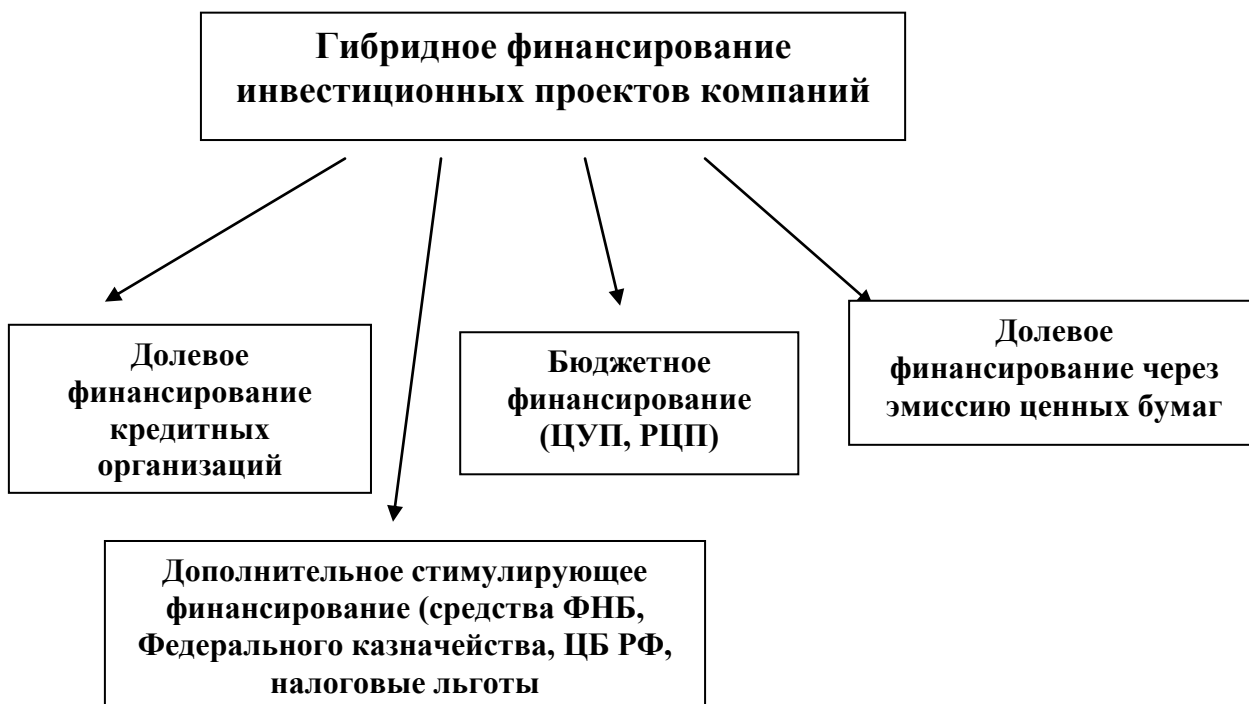 Гибридное финансирование
инвестиционных проектов компаний
Долевое
финансирование
кредитных
организаций
Бюджетное
финансирование
(ЦУП, РЦП)
Долевое
финансирование через
эмиссию ценных бумаг
Дополнительное стимулирующее
финансирование (средства ФНБ,
Федерального казначейства, ЦБ РФ,
налоговые льготы